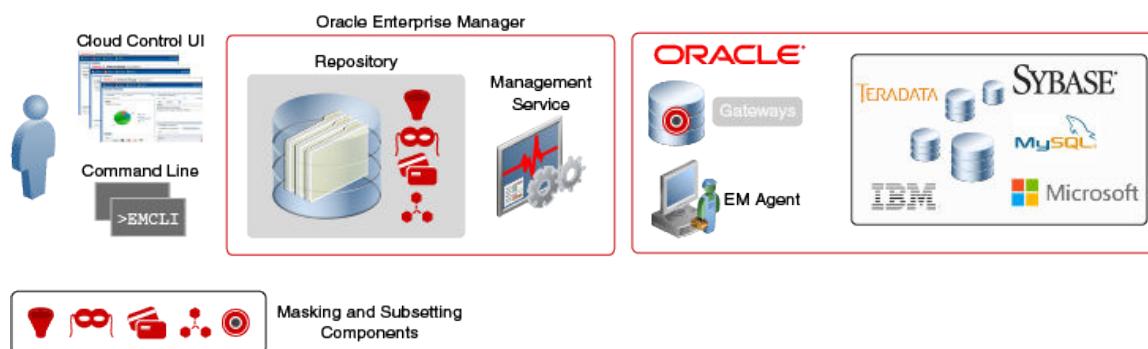 Oracle Enterprise Manager
Cloud Control UI
Command Line
>EMCLI
Repository
Management
Service
ORACLE
Gateways
EM Agent
TERADATA
SYBASE
MySQL
IBM
Microsoft
Masking and Subsetting
Components